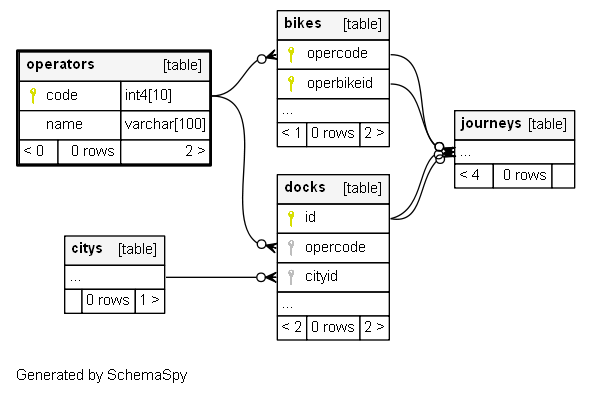 bikes [table]
opercode
operbikeid
...
< 1 0 rows 2 >
operators [table]
code int4[10]
name varchar[100]
< 0 0 rows 2 >
journeys [table]
...
< 4 0 rows
docks [table]
id
opercode
cityid
...
< 2 0 rows 2 >
citys [table]
...
0 rows 1 >
Generated by SchemaSpy